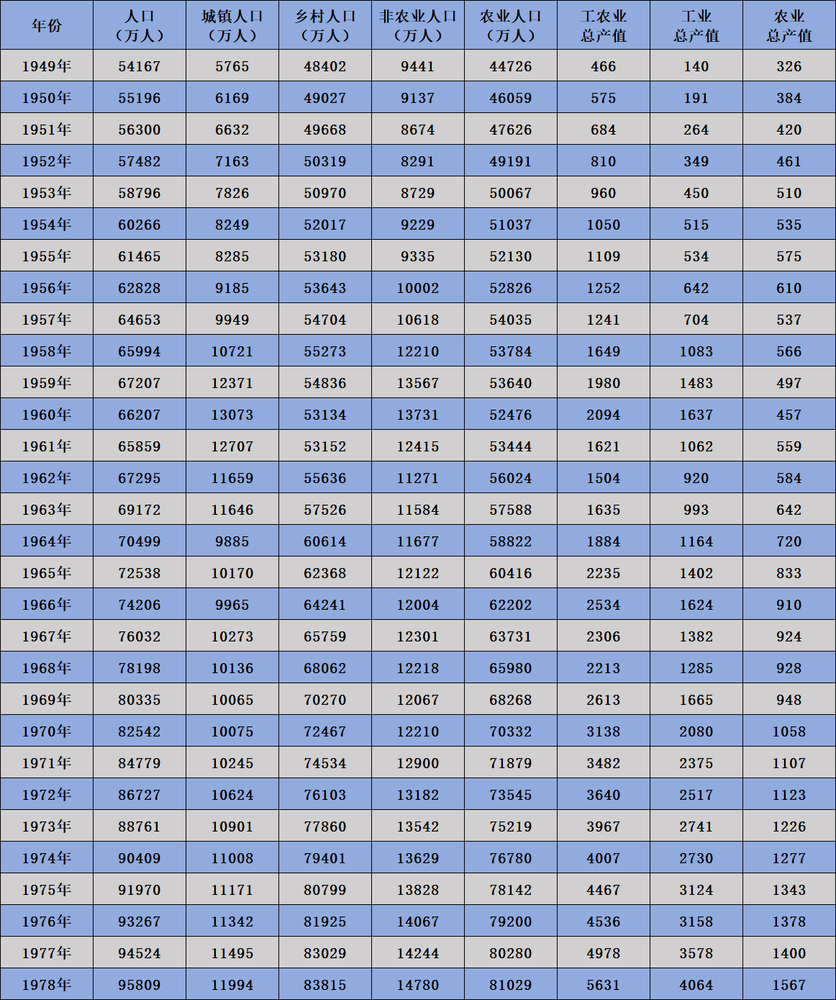 年份 人口 城镇人口 乡村人口 非农业人口 农业人口 工农业 工业 农业
（万人） （万人） （万人） （万人） （万人） 总产值 总产值 总产值
1949年 54167 5765 48402 9441 44726 466 140 326
1950年 55196 6169 49027 9137 46059 575 191 384
1951年 56300 6632 49668 8674 47626 684 264 420
1952年 57482 7163 50319 8291 49191 810 349 461
1953年 58796 7826 50970 8729 50067 960 450 510
1954年 60266 8249 52017 9229 51037 1050 515 535
1955年 61465 8285 53180 9335 52130 1109 534 575
1956年 62828 9185 53643 10002 52826 1252 642 610
1957年 64653 9949 54704 10618 54035 1241 704 537
1958年 65994 10721 55273 12210 53784 1649 1083 566
1959年 67207 12371 54836 13567 53640 1980 1483 497
1960年 66207 13073 53134 13731 52476 2094 1637 457
1961年 65859 12707 53152 12415 53444 1621 1062 559
1962年 67295 11659 55636 11271 56024 1504 920 584
1963年 69172 11646 57526 11584 57588 1635 993 642
1964年 70499 9885 60614 11677 58822 1884 1164 720
1965年 72538 10170 62368 12122 60416 2235 1402 833
1966年 74206 9965 64241 12004 62202 2534 1624 910
1967年 76032 10273 65759 12301 63731 2306 1382 924
1968年 78198 10136 68062 12218 65980 2213 1285 928
1969年 80335 10065 70270 12067 68268 2613 1665 948
1970年 82542 10075 72467 12210 70332 3138 2080 1058
1971年 84779 10245 74534 12900 71879 3482 2375 1107
1972年 86727 10624 76103 13182 73545 3640 2517 1123
1973年 88761 10901 77860 13542 75219 3967 2741 1226
1974年 90409 11008 79401 13629 76780 4007 2730 1277
1975年 91970 11171 80799 13828 78142 4467 3124 1343
1976年 93267 11342 81925 14067 79200 4536 3158 1378
1977年 94524 11495 83029 14244 80280 4978 3578 1400
1978年 95809 11994 83815 14780 81029 5631 4064 1567